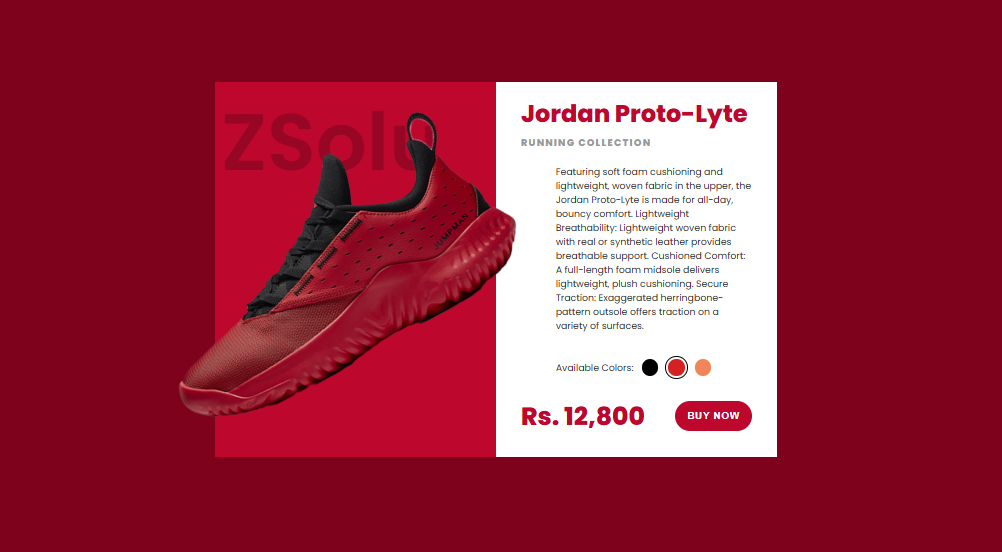 ZSolu
JUMPMAN
Jordan Proto-Lyte
RUNNING COLLECTION
Featuring soft foam cushioning and
lightweight, woven fabric in the upper, the
Jordan Proto-Lyte is made for all-day,
bouncy comfort. Lightweight
Breathability: Lightweight woven fabric
with real or synthetic leather provides
breathable support. Cushioned Comfort:
A full-length foam midsole delivers
lightweight, plush cushioning. Secure
Traction: Exaggerated herringbone-
pattern outsole offers traction on a
variety of surfaces.
Available Colors:
Rs. 12,800
BUY NOW